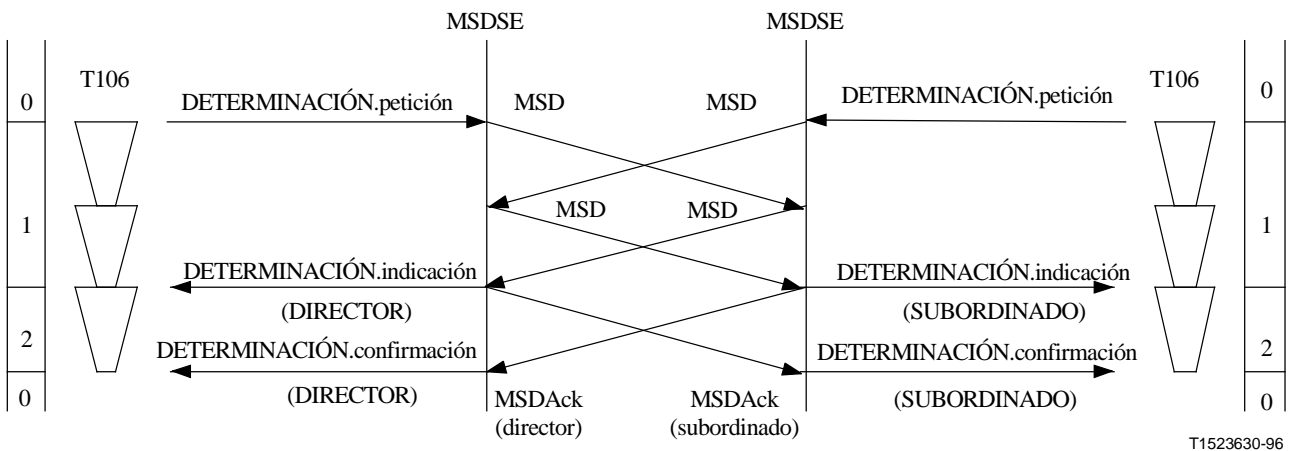 MSDSE MSDSE
T106 T106
0 DETERMINACIÓN.petición MSD MSD DETERMINACIÓN.petición 0
1 MSD MSD 1
DETERMINACIÓN.indicación DETERMINACIÓN.indicación
(DIRECTOR) (SUBORDINADO)
2 DETERMINACIÓN.confirmación DETERMINACIÓN.confirmación 2
0 (DIRECTOR) MSDAck MSDAck (SUBORDINADO) 0
(director) (subordinado)
T1523630-96